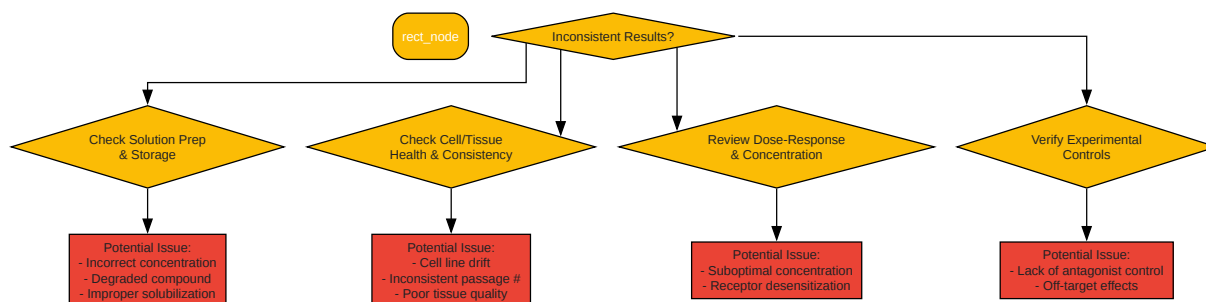 rect_node
Inconsistent Results?
Check Solution Prep
& Storage
Check Cell/Tissue
Health & Consistency
Review Dose-Response
& Concentration
Verify Experimental
Controls
Potential Issue:
- Incorrect concentration
- Degraded compound
- Improper solubilization
Potential Issue:
- Cell line drift
- Inconsistent passage #
- Poor tissue quality
Potential Issue:
- Suboptimal concentration
- Receptor desensitization
Potential Issue:
- Lack of antagonist control
- Off-target effects